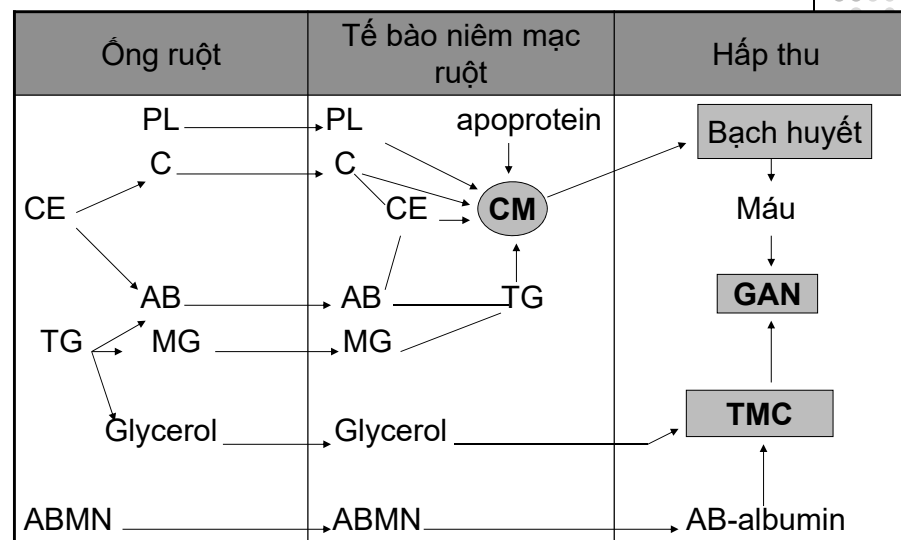 Ống ruột
Tế bào niêm mạc
ruột
Hấp thu
PL
PL
apoprotein
Bạch huyết
C
C
CE
CE
CM
Máu
AB
AB
TG
GAN
TG
MG
MG
TMC
Glycerol
Glycerol
ABMN
ABMN
AB-albumin